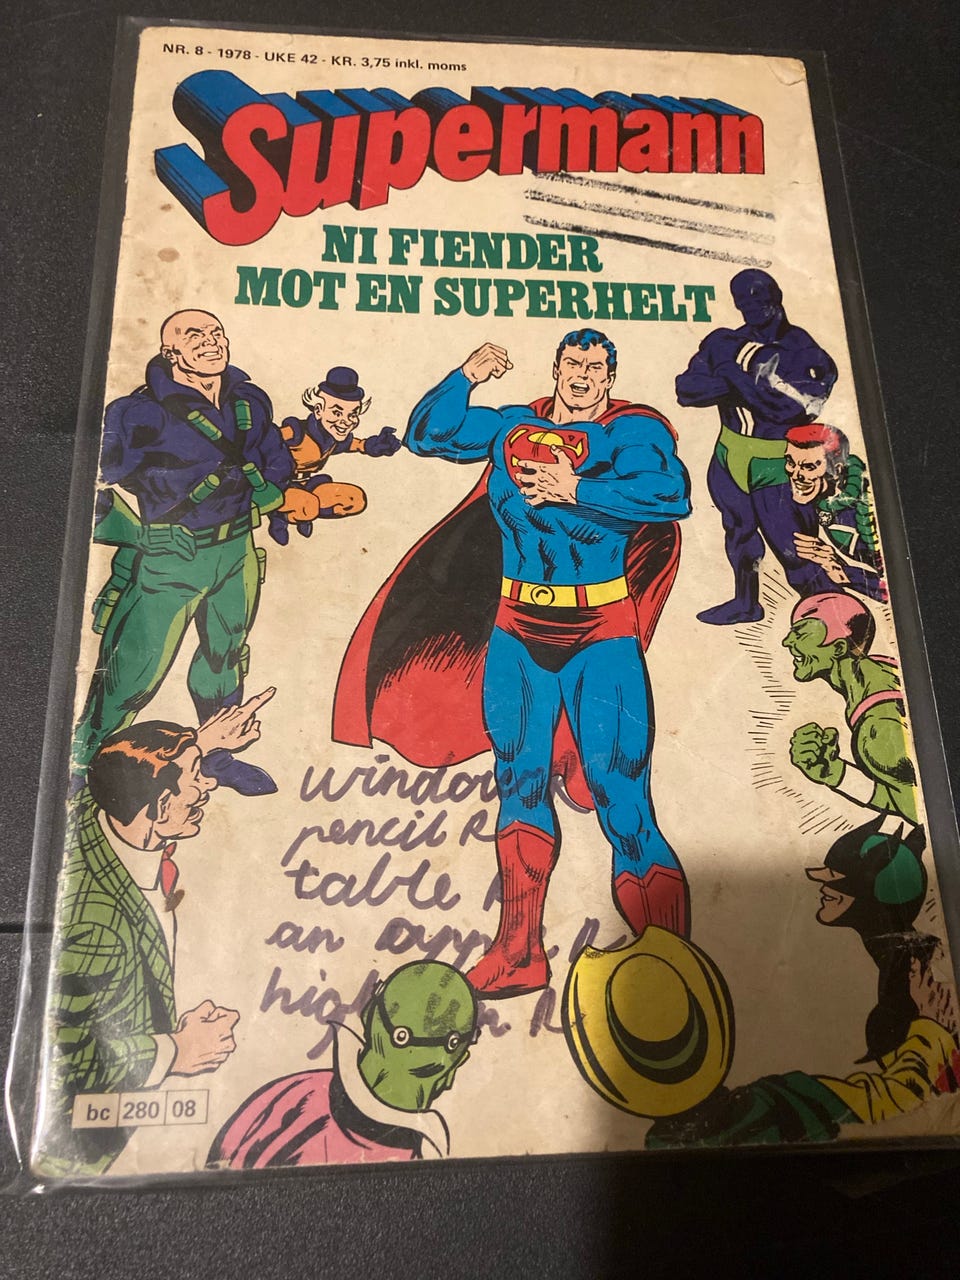 NR. 8 - 1978 - UKE 42 - KR. 3,75 inkl. moms
Supermann
NI FIENDER
MOT EN SUPERHELT
S
pencil R
table R
an R
R
bc 280 08